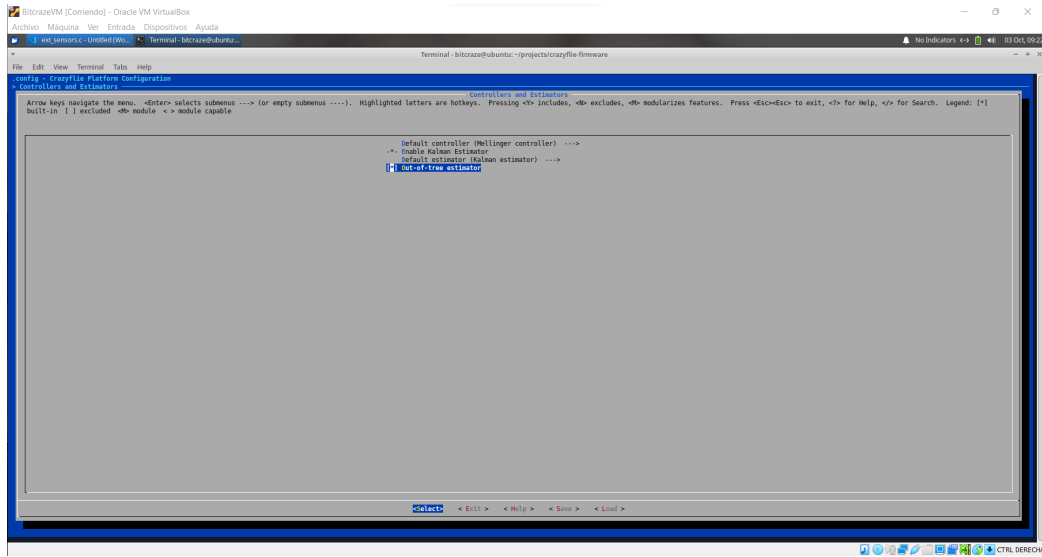 BitcrazeVM [Corriendo] - Oracle VM VirtualBox
Archivo Máquina Ver Entrada Dispositivos Ayuda
ext_sensors.c - Untitled (Wo... Terminal - bitcraze@ubuntu:... No Indicators 03 Oct, 09:22
Terminal - bitcraze@ubuntu: ~/projects/crazyflie-firmware
File Edit View Terminal Tabs Help
.config - Crazyflie Platform Configuration
> Controllers and Estimators
Controllers and Estimators
Arrow keys navigate the menu. <Enter> selects submenus ---> (or empty submenus ----). Highlighted letters are hotkeys. Pressing <Y> includes, <N> excludes, <M> modularizes features. Press <Esc><Esc> to exit, <?> for Help, </> for Search. Legend: [*]
built-in [ ] excluded <M> module < > module capable
Default controller (Mellinger controller) --->
-*- Enable Kalman Estimator
Default estimator (Kalman estimator) --->
[*] Out-of-tree estimator
<Select> < Exit > < Help > < Save > < Load >
CTRL DERECHA